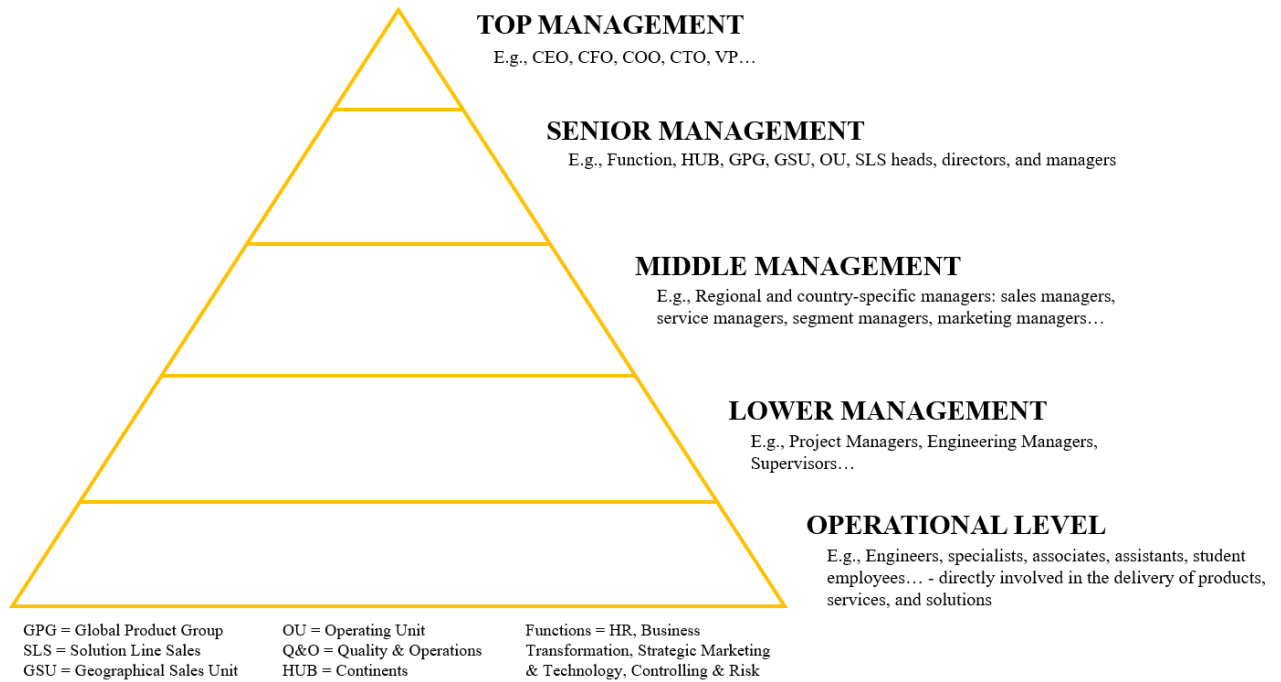 TOP MANAGEMENT
E.g., CEO, CFO, COO, CTO, VP…
SENIOR MANAGEMENT
E.g., Function, HUB, GPG, GSU, OU, SLS heads, directors, and managers
MIDDLE MANAGEMENT
E.g., Regional and country-specific managers: sales managers,
service managers, segment managers, marketing managers…
LOWER MANAGEMENT
E.g., Project Managers, Engineering Managers,
Supervisors…
OPERATIONAL LEVEL
E.g., Engineers, specialists, associates, assistants, student
employees… - directly involved in the delivery of products,
services, and solutions
GPG = Global Product Group
SLS = Solution Line Sales
GSU = Geographical Sales Unit
OU = Operating Unit
Q&O = Quality & Operations
HUB = Continents
Functions = HR, Business
Transformation, Strategic Marketing
& Technology, Controlling & Risk